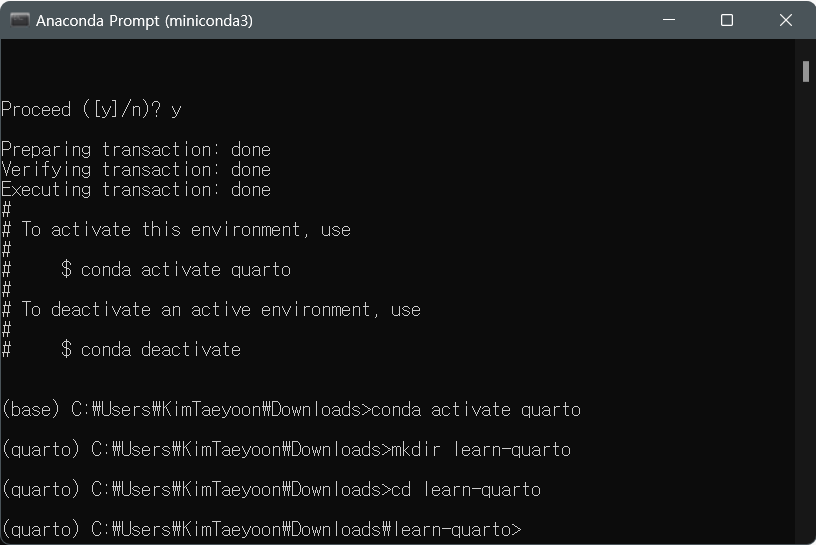 Anaconda Prompt (miniconda3)
Proceed ([y]/n)? y
Preparing transaction: done
Verifying transaction: done
Executing transaction: done
#
# To activate this environment, use
#
#     $ conda activate quarto
#
# To deactivate an active environment, use
#
#     $ conda deactivate
(base) C:₩Users₩KimTaeyoon₩Downloads>conda activate quarto
(quarto) C:₩Users₩KimTaeyoon₩Downloads>mkdir learn-quarto
(quarto) C:₩Users₩KimTaeyoon₩Downloads>cd learn-quarto
(quarto) C:₩Users₩KimTaeyoon₩Downloads₩learn-quarto>